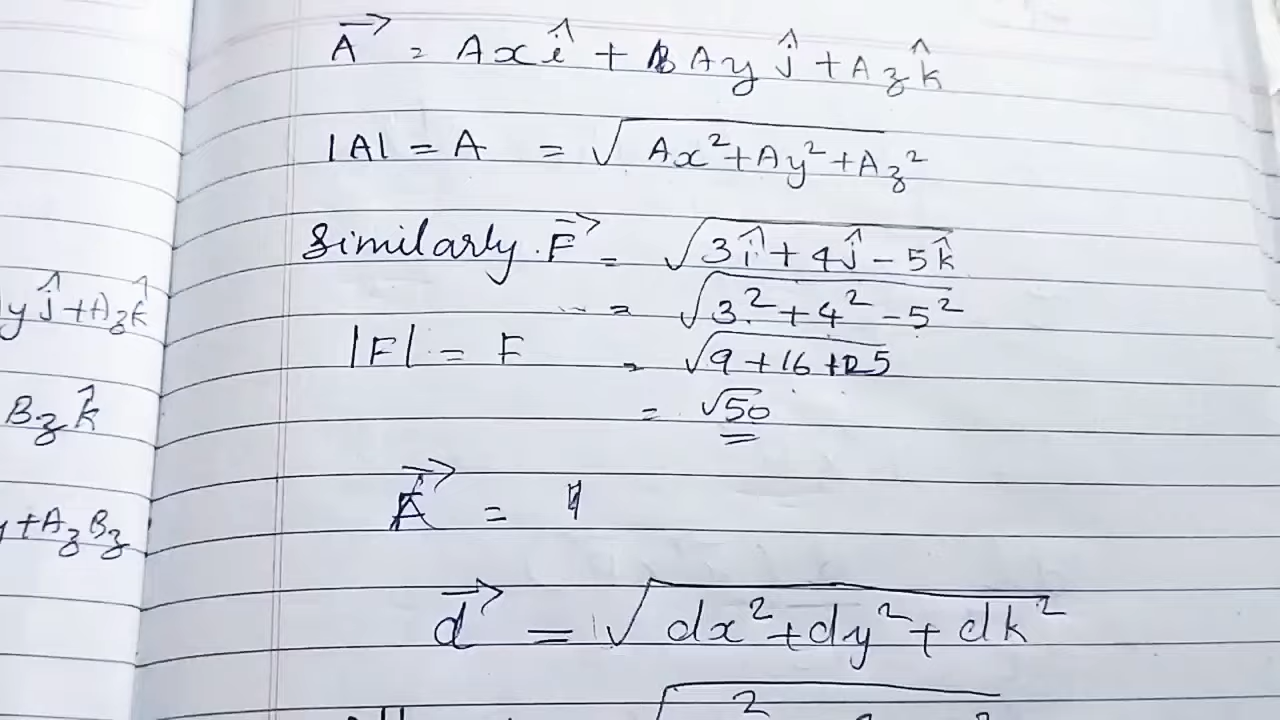 yĵ+Azk̂
Bzk̂
y+AzBz
A⃗ = Axî + Ayĵ + Azk̂
|A| = A = √Ax²+Ay²+Az²
Similarly. F⃗ = √3î + 4ĵ - 5k̂
= √3²+4²-5²
|F| = F = √9+16+25
= √50
A⃗ =
d⃗ = √dx²+dy²+dk²